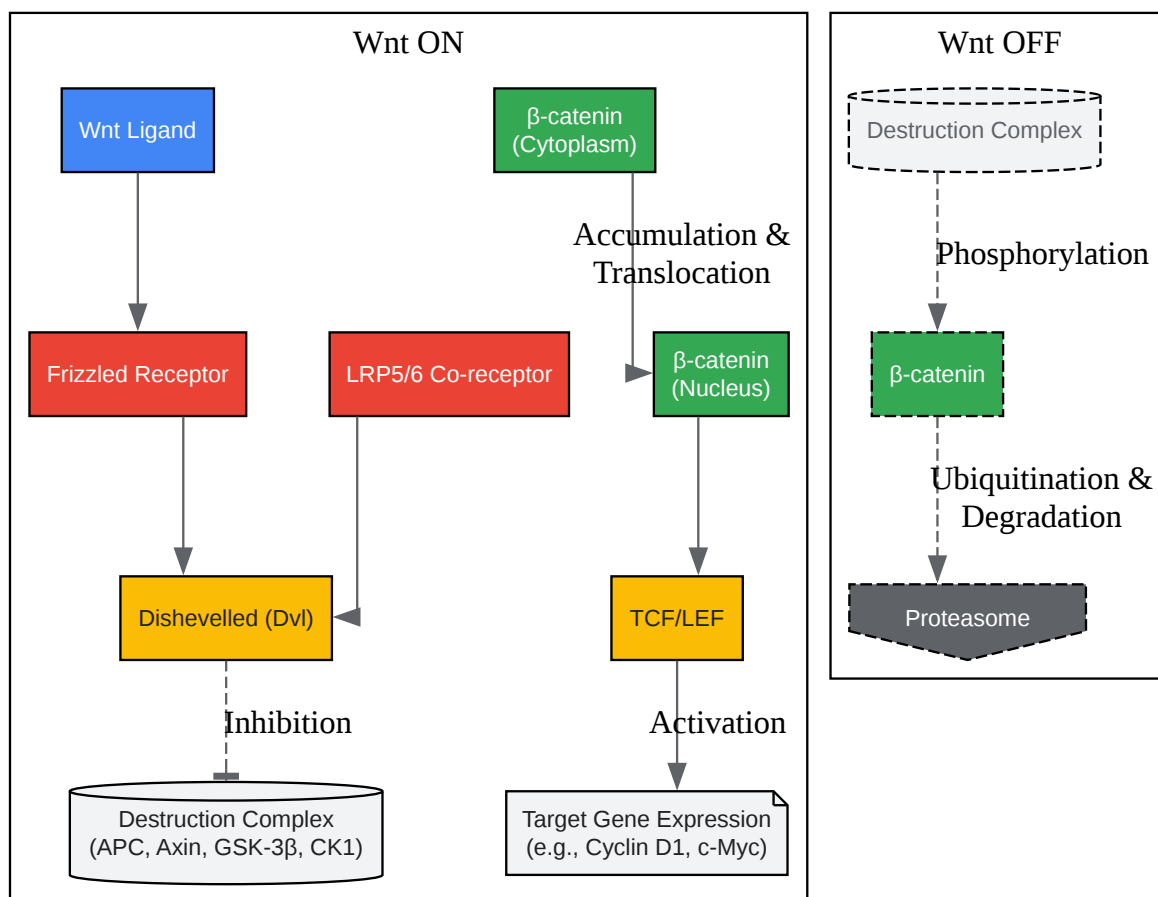 Wnt ON
Wnt Ligand
β-catenin
(Cytoplasm)
Accumulation &
Translocation
Frizzled Receptor
LRP5/6 Co-receptor
β-catenin
(Nucleus)
Dishevelled (Dvl)
TCF/LEF
Inhibition
Activation
Destruction Complex
(APC, Axin, GSK-3β, CK1)
Target Gene Expression
(e.g., Cyclin D1, c-Myc)
Wnt OFF
Destruction Complex
Phosphorylation
β-catenin
Ubiquitination &
Degradation
Proteasome